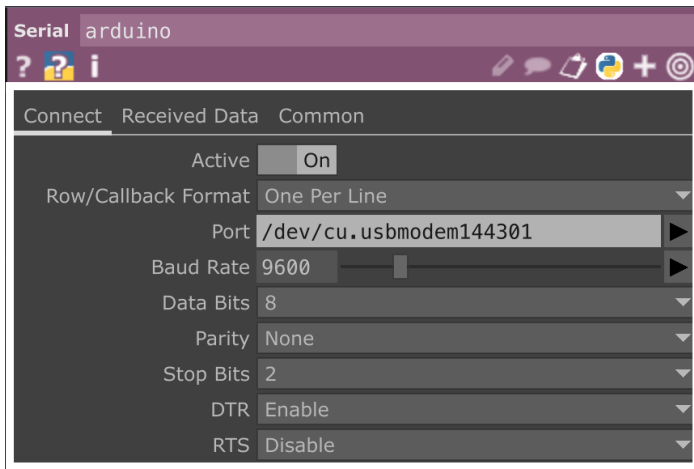 Serial arduino
? ? i
Connect Received Data Common
Active On
Row/Callback Format One Per Line
Port /dev/cu.usbmodem144301
Baud Rate 9600
Data Bits 8
Parity None
Stop Bits 2
DTR Enable
RTS Disable